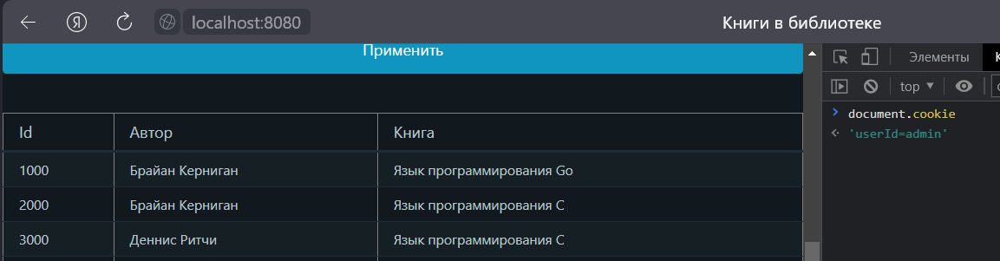 Я localhost:8080 Книги в библиотеке
Применить
Элементы
top
document.cookie
'userId=admin'
Id Автор Книга
1000 Брайан Керниган Язык программирования Go
2000 Брайан Керниган Язык программирования C
3000 Деннис Ритчи Язык программирования C